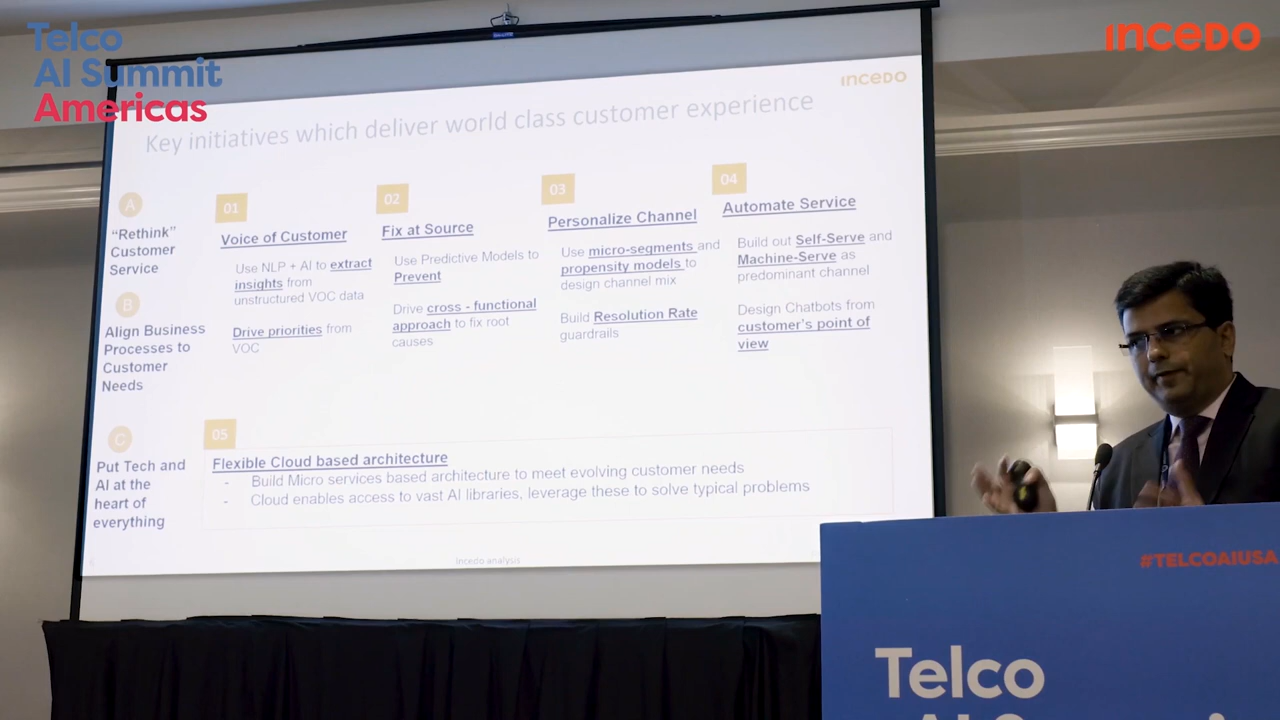 Telco
AI Summit
Americas
INCEDO
INCEDO
Key initiatives which deliver world class customer experience
A
“Rethink”
Customer
Service
B
Align Business
Processes to
Customer
Needs
C
Put Tech and
AI at the
heart of
everything
01
Voice of Customer
Use NLP + AI to extract
insights from
unstructured VOC data
Drive priorities from
VOC
02
Fix at Source
Use Predictive Models to
Prevent
Drive cross - functional
approach to fix root
causes
03
Personalize Channel
Use micro-segments and
propensity models to
design channel mix
Build Resolution Rate
guardrails
04
Automate Service
Build out Self-Serve and
Machine-Serve as
predominant channel
Design Chatbots from
customer’s point of
view
05
Flexible Cloud based architecture
- Build Micro services based architecture to meet evolving customer needs
- Cloud enables access to vast AI libraries, leverage these to solve typical problems
Incedo analysis
#TELCOAIUSA
Telco